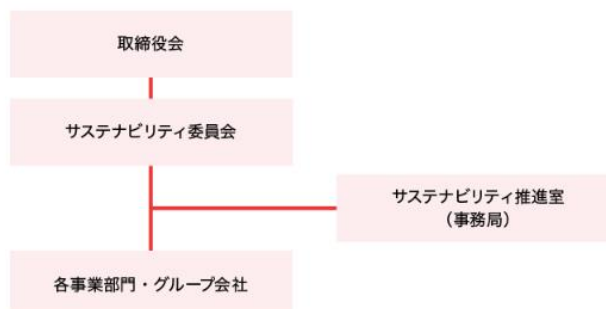 取締役会
サステナビリティ委員会
サステナビリティ推進室
（事務局）
各事業部門・グループ会社